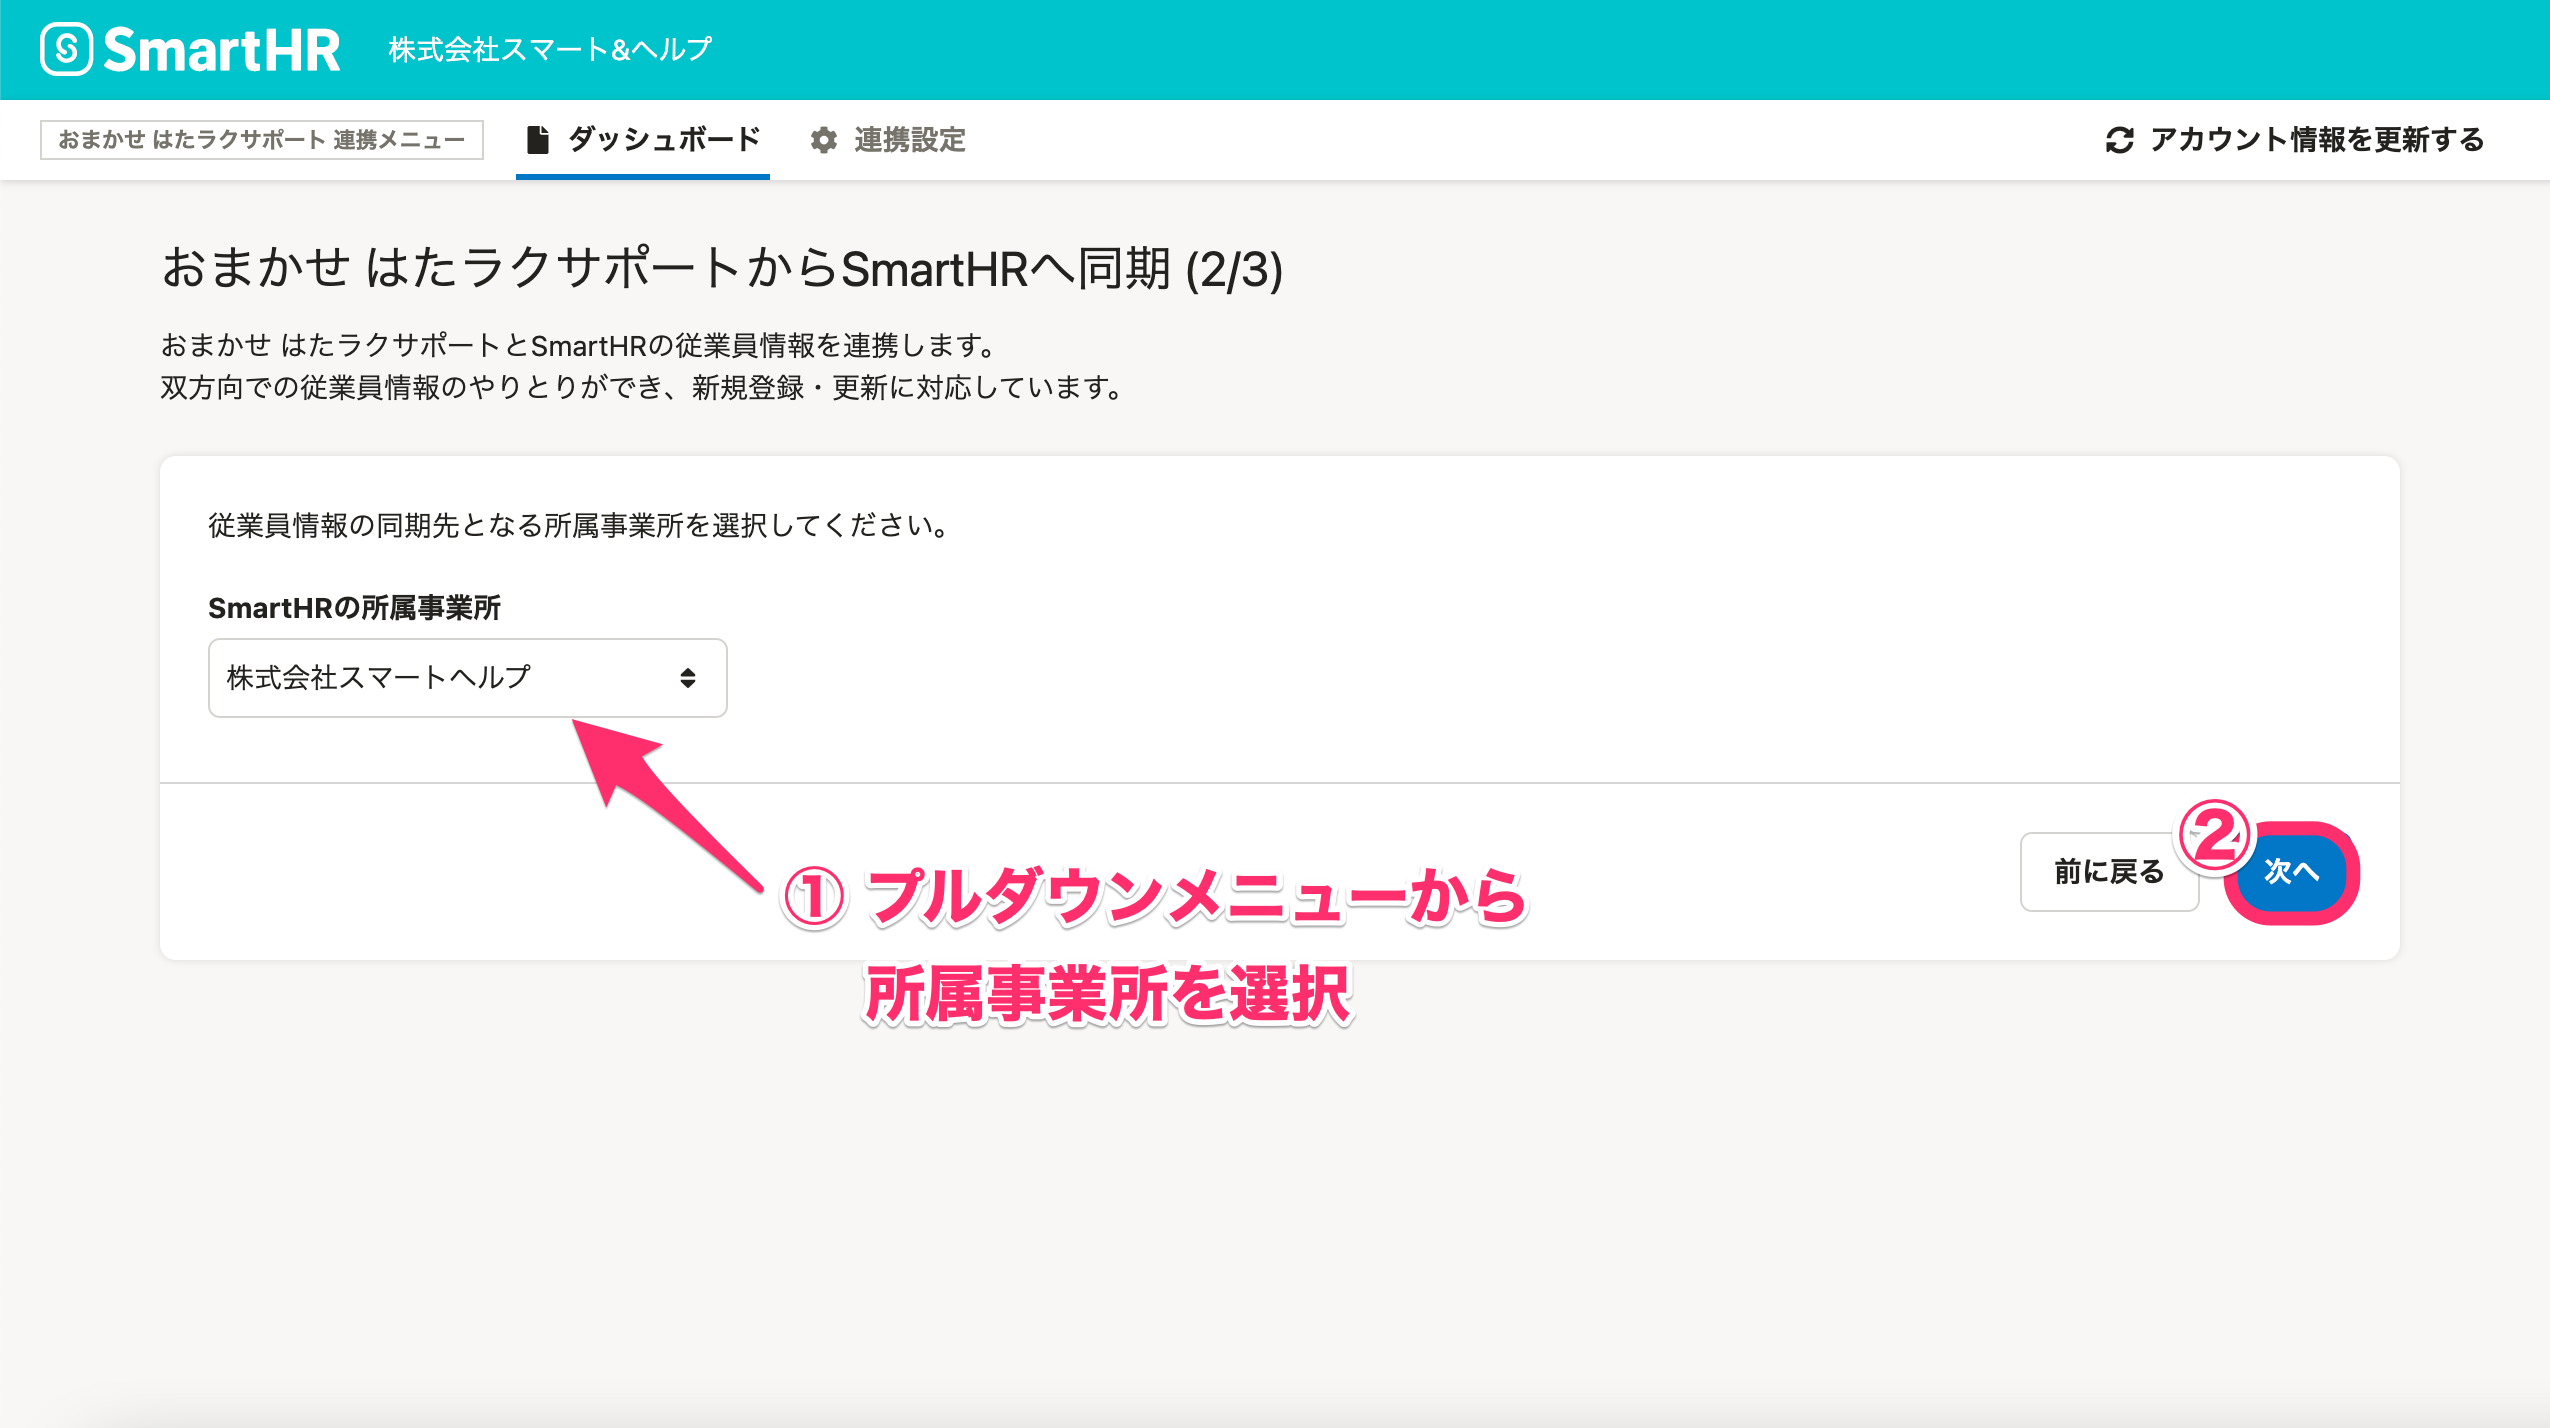 SmartHR 株式会社スマート&ヘルプ
おまかせ はたラクサポート 連携メニュー ダッシュボード 連携設定 アカウント情報を更新する
おまかせ はたラクサポートからSmartHRへ同期 (2/3)
おまかせ はたラクサポートとSmartHRの従業員情報を連携します。
双方向での従業員情報のやりとりができ、新規登録・更新に対応しています。
従業員情報の同期先となる所属事業所を選択してください。
SmartHRの所属事業所
株式会社スマートヘルプ
① プルダウンメニューから
所属事業所を選択
前に戻る ② 次へ